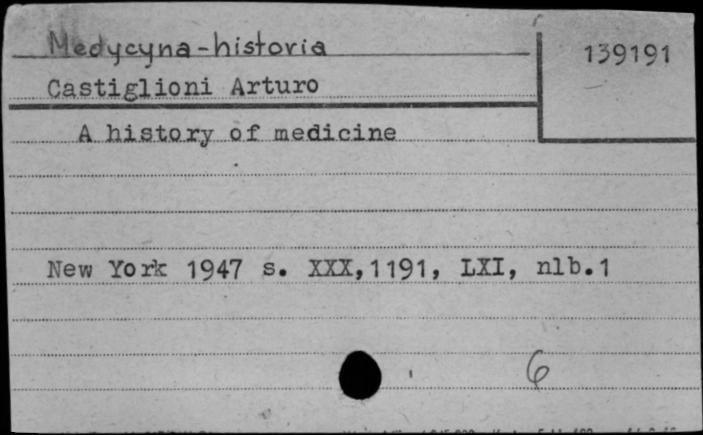 Medycyna-historia
139191
Castiglioni Arturo
A history of medicine
New York 1947 s. XXX,1191, LXI, nlb.1
6